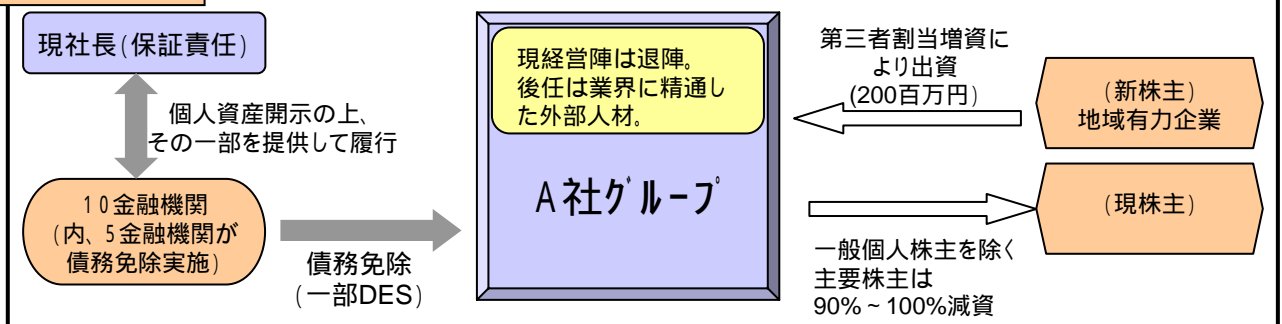 現社長(保証責任)
個人資産開示の上、
その一部を提供して履行
10金融機関
(内、5金融機関が
債務免除実施)
債務免除
(一部DES)
現経営陣は退陣。
後任は業界に精通し
た外部人材。
A社グループ
第三者割当増資に
より出資
(200百万円)
(新株主)
地域有力企業
(現株主)
一般個人株主を除く
主要株主は
90%~100%減資